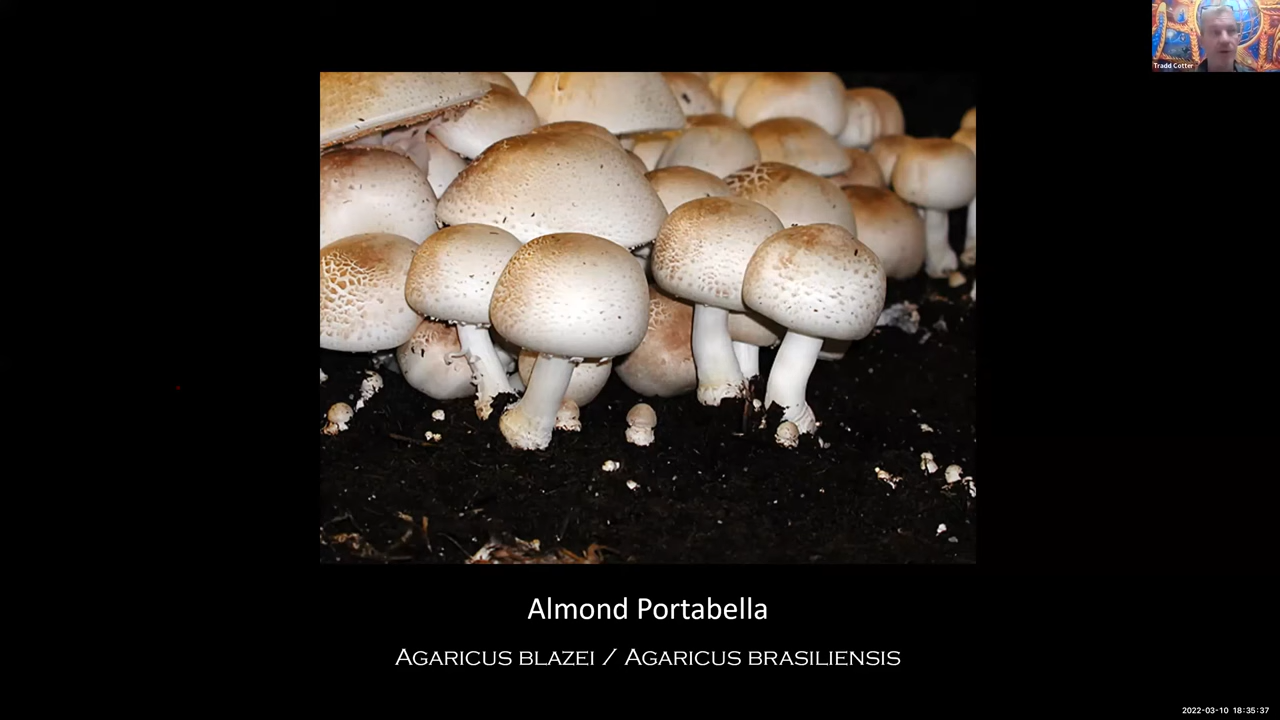 Tradd Cotter
Almond Portabella
AGARICUS BLAZEI / AGARICUS BRASILIENSIS
2022-03-10 18:35:37